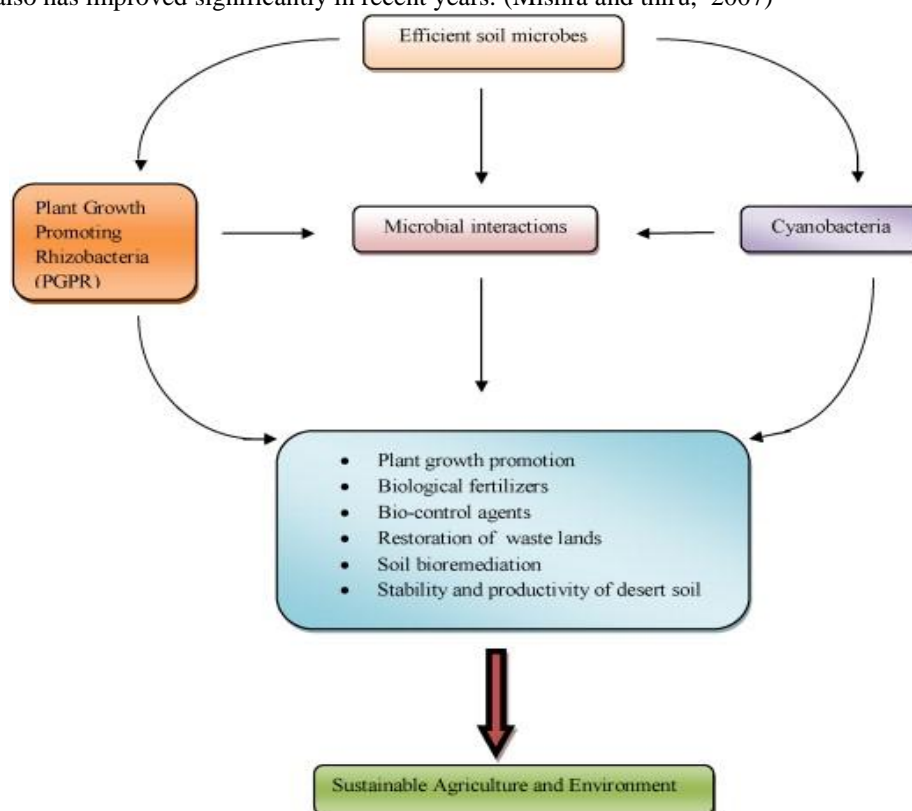 also has improved significantly in recent years. (Mishra and thiru, 2007)
Efficient soil microbes
Plant Growth
Promoting
Rhizobacteria
(PGPR)
Microbial interactions
Cyanobacteria
• Plant growth promotion
• Biological fertilizers
• Bio-control agents
• Restoration of waste lands
• Soil bioremediation
• Stability and productivity of desert soil
Sustainable Agriculture and Environment